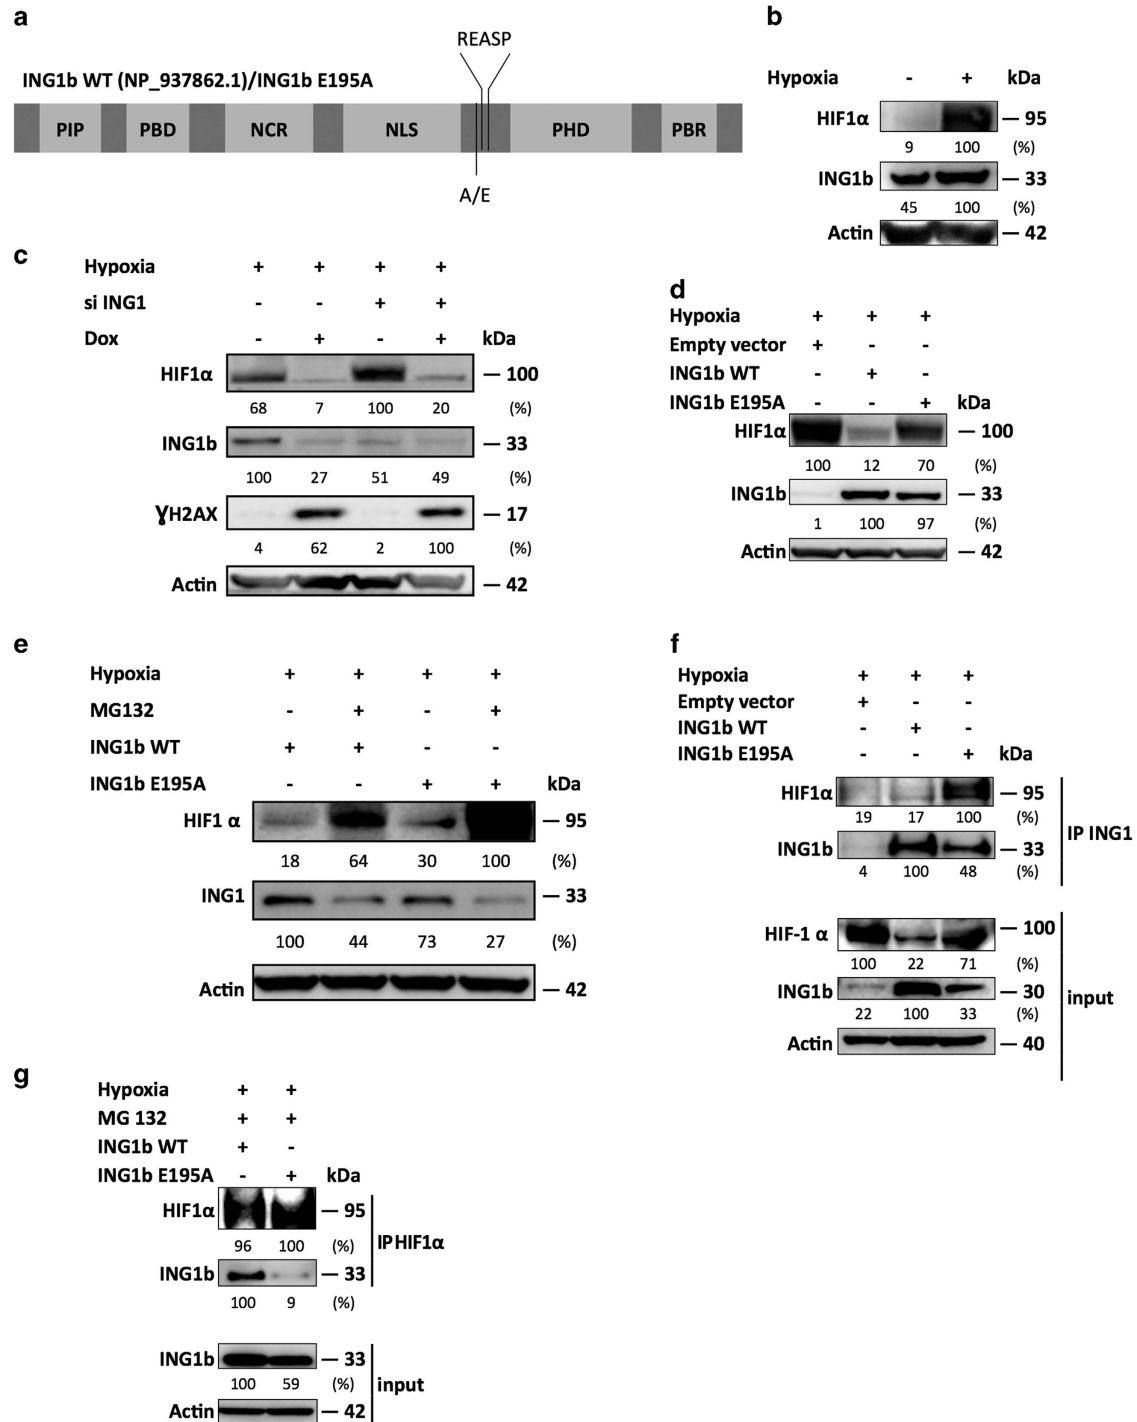 a
REASP
ING1b WT (NP_937862.1)/ING1b E195A
PIP PBD NCR NLS PHD PBR
A/E
b
Hypoxia - + kDa
HIF1α — 95
9 100 (%)
ING1b — 33
45 100 (%)
Actin — 42
c
Hypoxia + + + +
si ING1 - - + +
Dox - + - + kDa
HIF1α — 100
68 7 100 20 (%)
ING1b — 33
100 27 51 49 (%)
ƔH2AX — 17
4 62 2 100 (%)
Actin — 42
d
Hypoxia + + +
Empty vector + - -
ING1b WT - + -
ING1b E195A - - + kDa
HIF1α — 100
100 12 70 (%)
ING1b — 33
1 100 97 (%)
Actin — 42
e
Hypoxia + + + +
MG132 - + - +
ING1b WT + + - -
ING1b E195A - - + + kDa
HIF1 α — 95
18 64 30 100 (%)
ING1 — 33
100 44 73 27 (%)
Actin — 42
f
Hypoxia + + +
Empty vector + - -
ING1b WT - + -
ING1b E195A - - + kDa
HIF1α — 95
19 17 100 (%)
IP ING1
ING1b — 33
4 100 48 (%)
HIF-1 α — 100
100 22 71 (%)
ING1b — 30
input
22 100 33 (%)
Actin — 40
g
Hypoxia + +
MG 132 + +
ING1b WT + -
ING1b E195A - + kDa
HIF1α — 95
96 100 (%)
IP HIF1α
ING1b — 33
100 9 (%)
ING1b — 33
100 59 (%)
input
Actin — 42